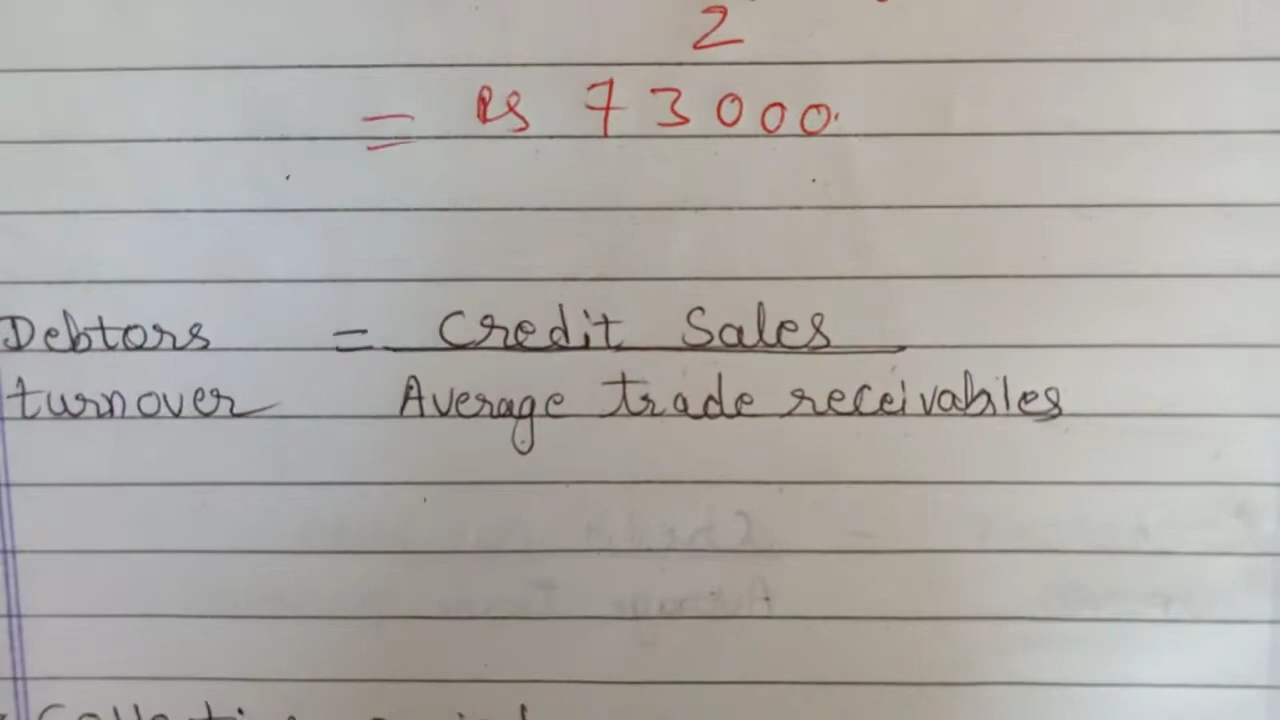 2
= Rs 73000.
Debtors = Credit Sales
turnover Average trade receivables